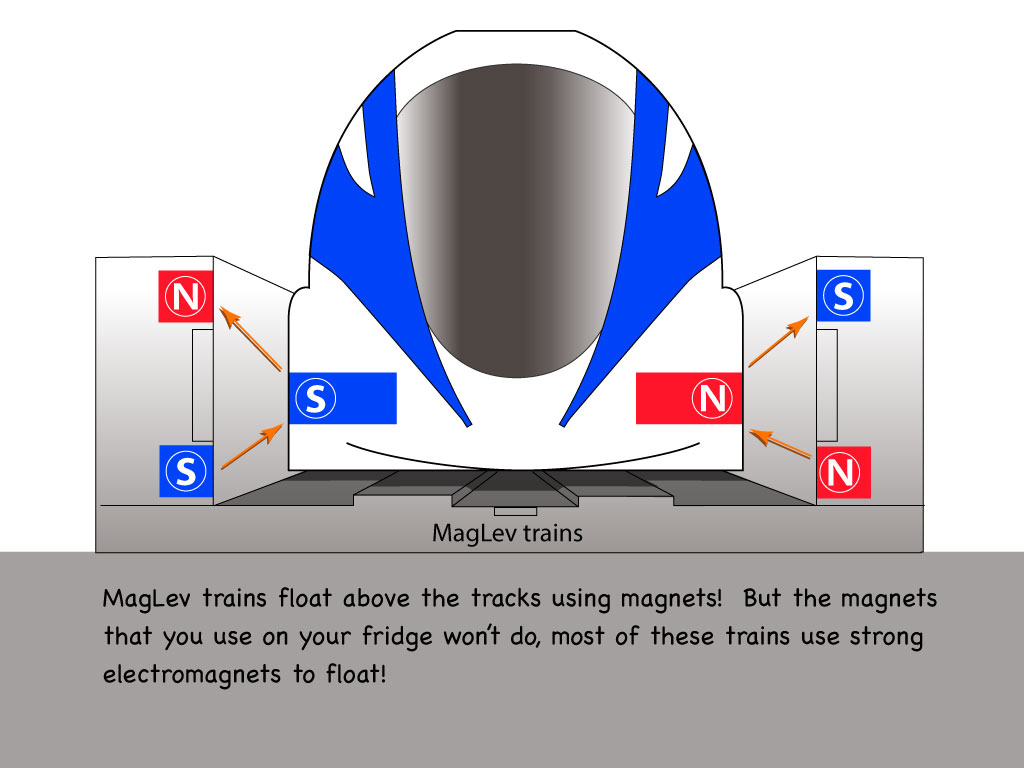 N
S
S
N
S
N
MagLev trains
MagLev trains float above the tracks using magnets!  But the magnets
that you use on your fridge won't do, most of these trains use strong
electromagnets to float!